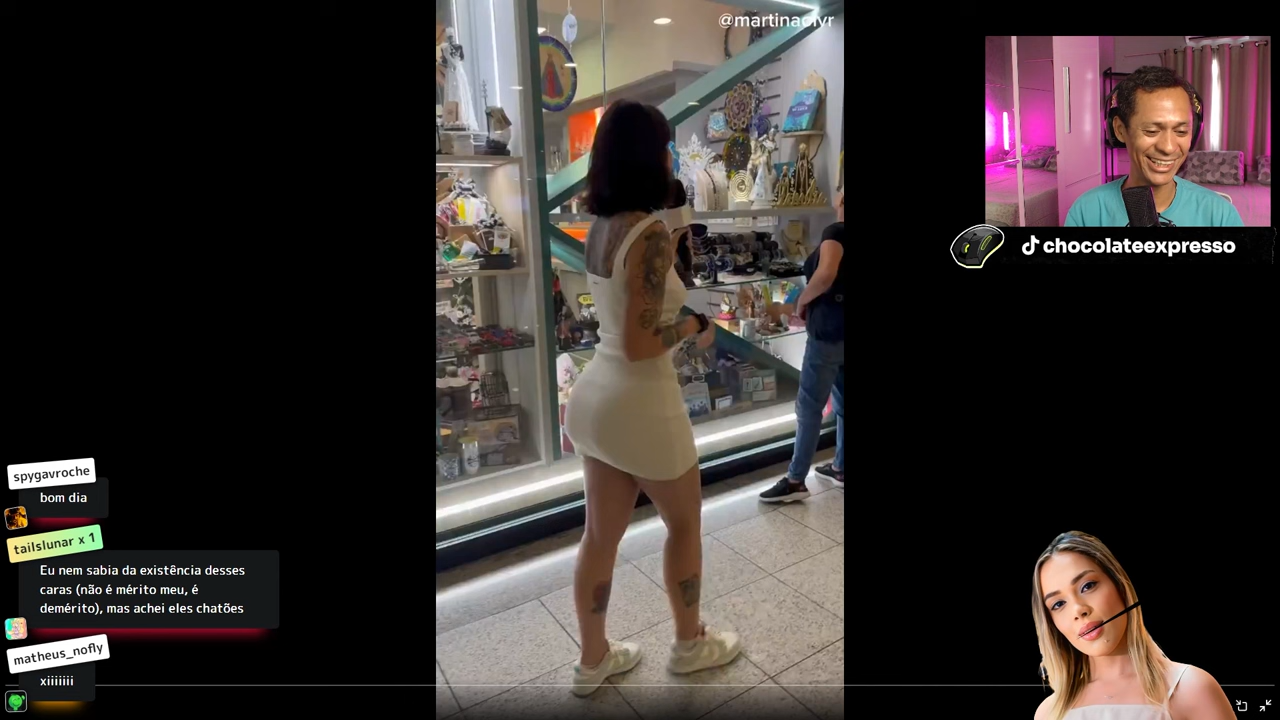 @martinaolyr
chocolateexpresso
spygavroche
bom dia
tailslunar x 1
Eu nem sabia da existência desses
caras (não é mérito meu, é
demérito), mas achei eles chatões
matheus_nofly
xiiiiiii